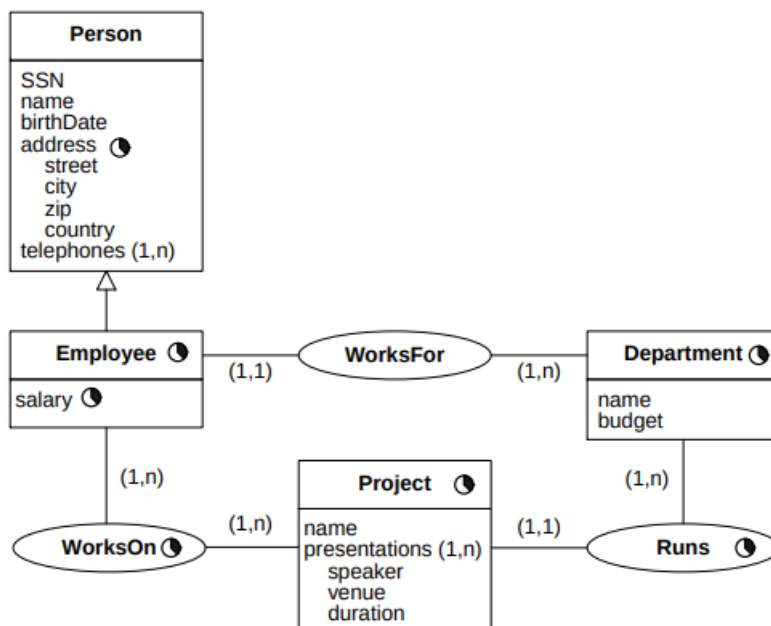 Person
SSN
name
birthDate
address
street
city
zip
country
telephones (1,n)
Employee
salary
(1,1)
WorksFor
(1,n)
Department
name
budget
(1,n)
(1,n)
WorksOn
(1,n)
Project
name
presentations (1,n)
speaker
venue
duration
(1,1)
Runs